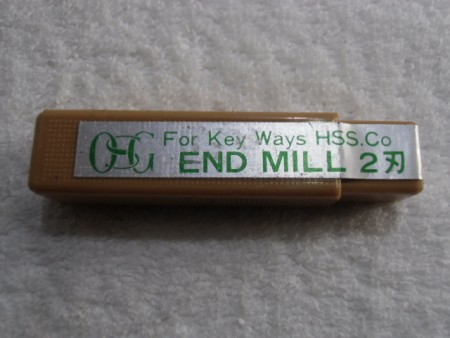 OSG For Key Ways HSS.Co
END MILL 2刃